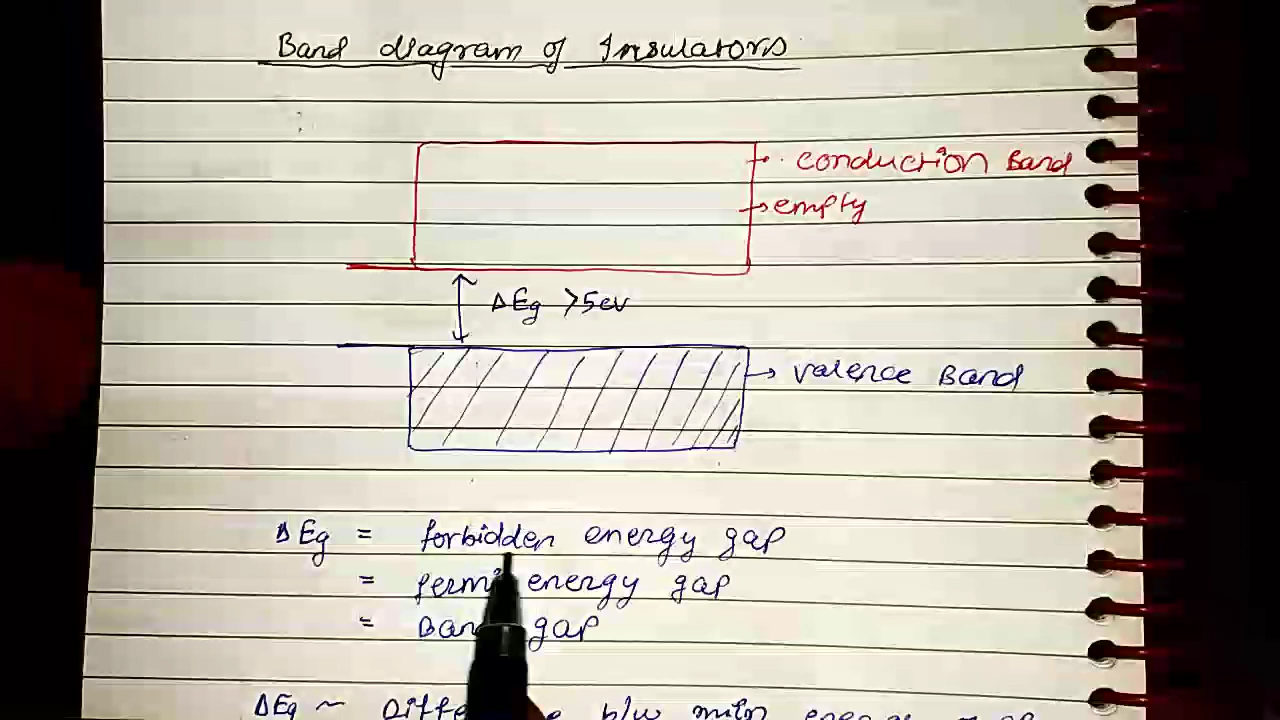 Band diagram of Insulators
conduction Band
empty
ΔEg >5ev
valence Band
ΔEg = forbidden energy gap
= energy gap
= gap
ΔEg ~ b/w energy